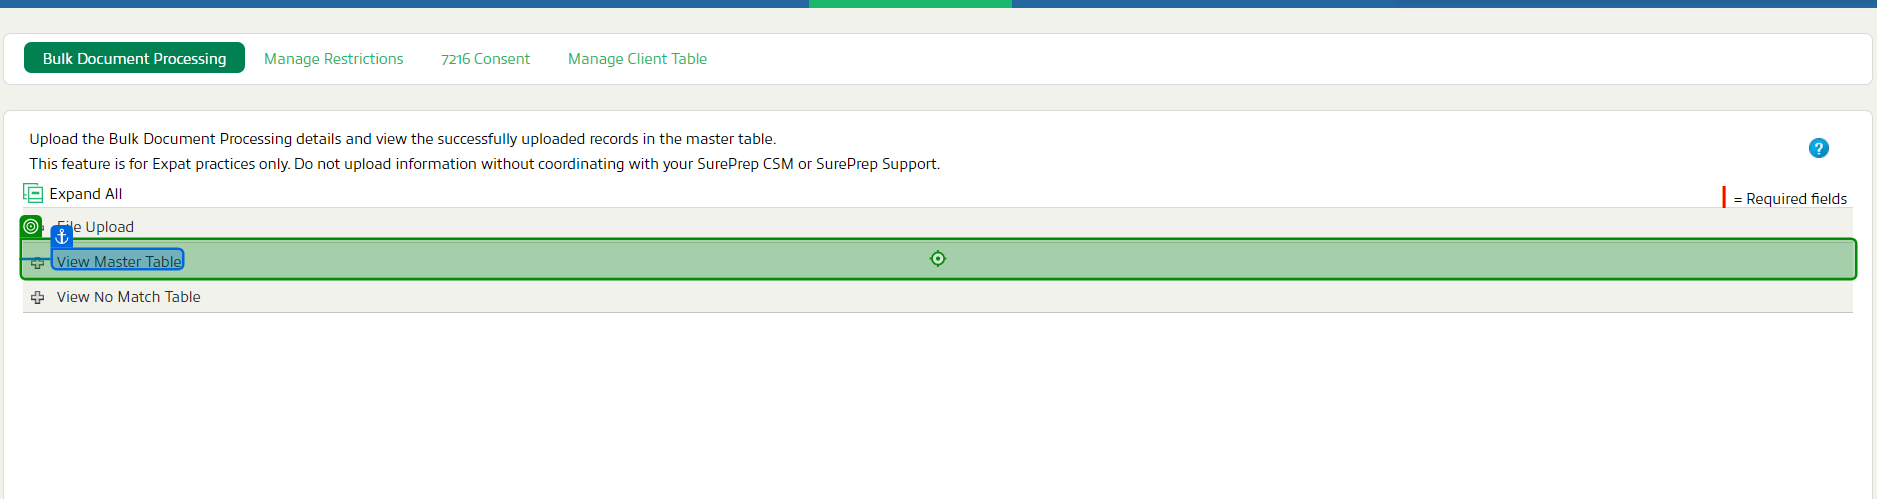 Bulk Document Processing Manage Restrictions 7216 Consent Manage Client Table
Upload the Bulk Document Processing details and view the successfully uploaded records in the master table.
This feature is for Expat practices only. Do not upload information without coordinating with your SurePrep CSM or SurePrep Support.
Expand All
= Required fields
File Upload
View Master Table
View No Match Table